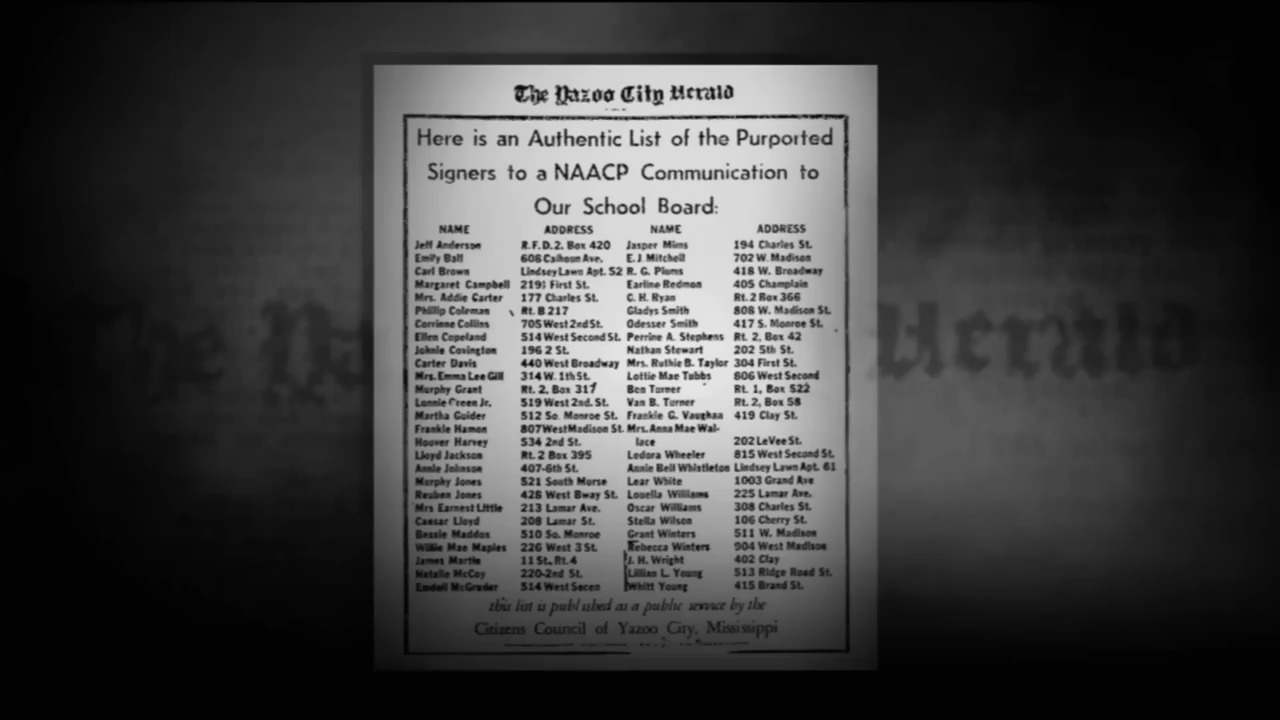 The Yazoo City Herald
Here is an Authentic List of the Purported
Signers to a NAACP Communication to
Our School Board:
NAME ADDRESS NAME ADDRESS
Jeff Anderson R.F.D.2. Box 420 Jasper Mims 194 Charles St.
Emily Ball 606 Calhoun Ave. E. J. Mitchell 702 W. Madison
Carl Brown Lindsey Lawn Apt. 52 R. G. Plums 418 W. Broadway
Margaret Campbell First St. Earline Redmon 405 Champlain
Mrs. Addie Carter 177 Charles St. C. H. Ryan Rt. 2 Box 366
Phillip Coleman Rt. B 217 Gladys Smith 808 W. Madison St.
Corrinne Collins 705 West 2nd St. Odesser Smith 417 S. Monroe St.
Ellen Copeland 514 West Second St. Perrine A. Stephens Rt. 2, Box 42
Johnie Covington 196 2 St. Nathan Stewart 202 5th St.
Carter Davis 440 West Broadway Mrs. Ruthie B. Taylor 304 First St.
Mrs. Emma Lee Gill 314 W. 1th St. Lottie Mae Tubbs 806 West Second
Murphy Grant Rt. 2, Box 317 Ben Turner Rt. 1, Box 522
Lonnie Green Jr. 519 West 2nd. St. Van B. Turner Rt. 2, Box 58
Martha Guider 512 So. Monroe St. Frankie G. Vaughan 419 Clay St.
Frankie Hamon 807 West Madison St. Mrs. Anna Mae Wal-
Hoover Harvey 534 2nd St. lace 202 LeVee St.
Lloyd Jackson Rt. 2 Box 395 Ledora Wheeler 815 West Second St.
Annie Johnson 407-6th St. Annie Bell Whistleton Lindsey Lawn Apt. 61
Murphy Jones 521 South Morse Lear White 1003 Grand Ave
Reuben Jones 428 West Bway St. Louella Williams 225 Lamar Ave.
Mrs Earnest Little 213 Lamar Ave. Oscar Williams 308 Charles St.
Caesar Lloyd 208 Lamar St. Stella Wilson 106 Cherry St.
Bessie Maddox 510 So. Monroe Grant Winters 511 W. Madison
Willie Mae Maples 226 West 3 St. Rebecca Winters 904 West Madison
James Martin 11 St. Rt. 4 J. H. Wright 402 Clay
Natalie McCoy 220-2nd St. Lillian L. Young 513 Ridge Road St.
Emdell McGruder 514 West Secon Whitt Young 415 Brand St.
this list is published as a public service by the
Citizens Council of Yazoo City, Mississippi